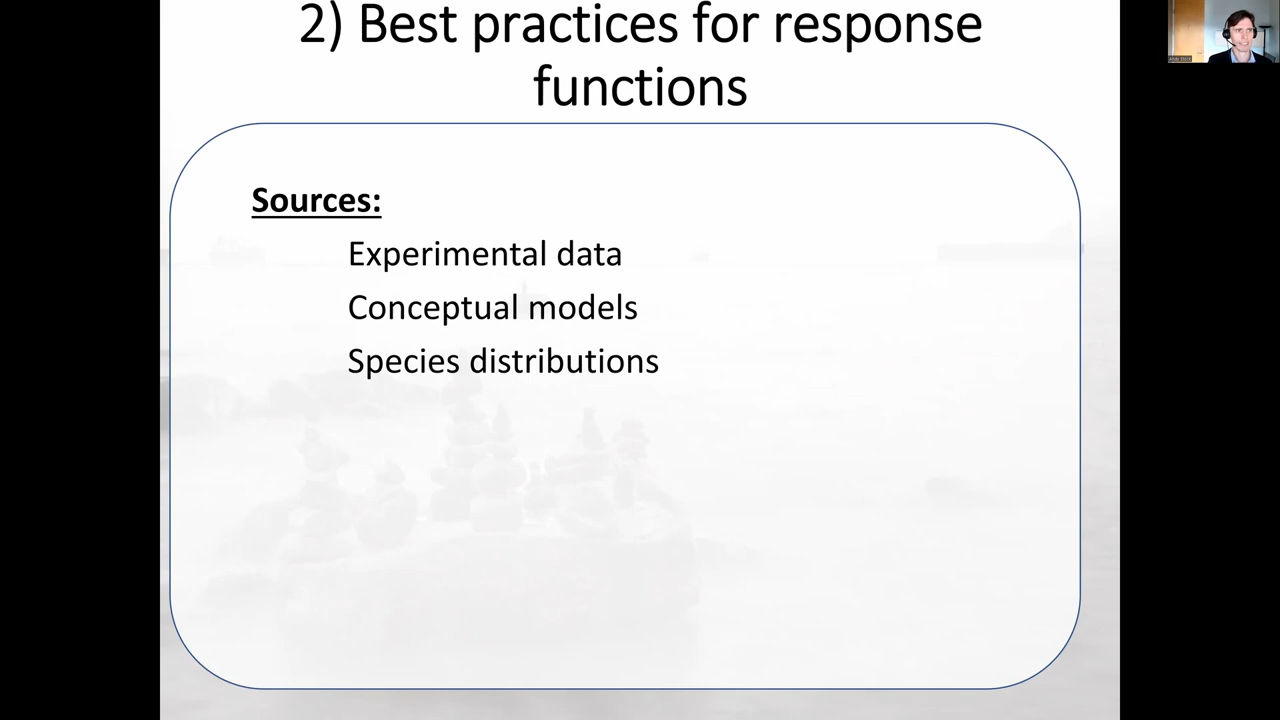 2) Best practices for response
functions
Sources:
Experimental data
Conceptual models
Species distributions